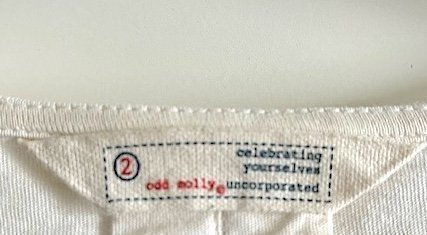 celebrating
② yourselves
odd molly® uncorporated